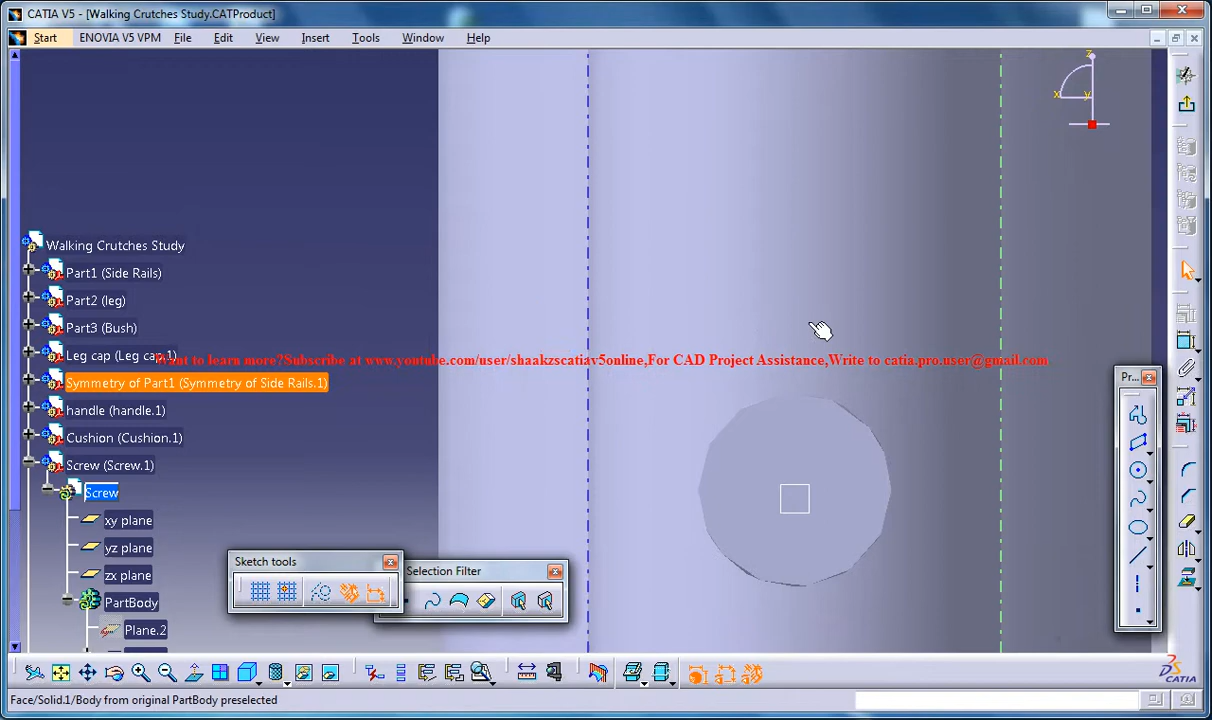 CATIA V5 - [Walking Crutches Study.CATProduct]
Start ENOVIA V5 VPM File Edit View Insert Tools Window Help
z
x y
Walking Crutches Study
Part1 (Side Rails)
Part2 (leg)
Part3 (Bush)
Leg cap (Leg cap.1)
Want to learn more?Subscribe at www.youtube.com/user/shaakzscatiav5online,For CAD Project Assistance,Write to catia.pro.user@gmail.com
Symmetry of Part1 (Symmetry of Side Rails.1)
Pr...
handle (handle.1)
Cushion (Cushion.1)
Screw (Screw.1)
Screw
xy plane
yz plane
zx plane
PartBody
Plane.2
Sketch tools
Selection Filter
CATIA
Face/Solid.1/Body from original PartBody preselected